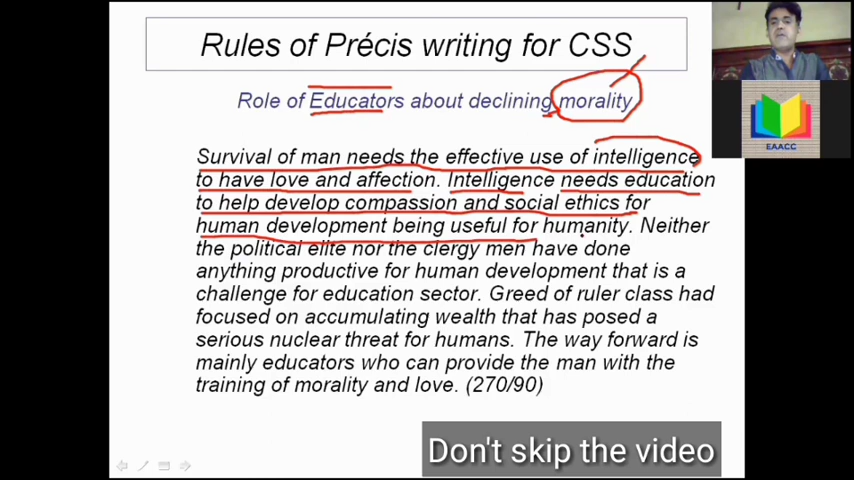 Rules of Précis writing for CSS
Role of Educators about declining morality
Survival of man needs the effective use of intelligence
to have love and affection. Intelligence needs education
to help develop compassion and social ethics for
human development being useful for humanity. Neither
the political elite nor the clergy men have done
anything productive for human development that is a
challenge for education sector. Greed of ruler class had
focused on accumulating wealth that has posed a
serious nuclear threat for humans. The way forward is
mainly educators who can provide the man with the
training of morality and love. (270/90)
EAACC
Don't skip the video